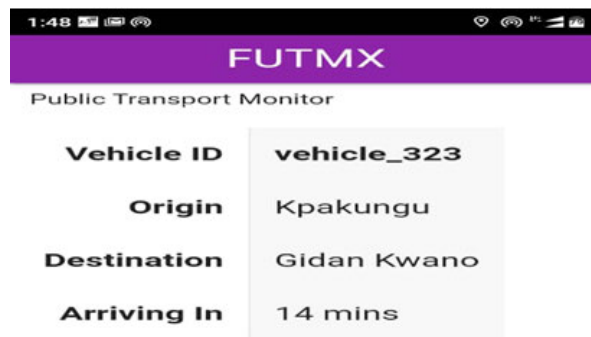 1:48
FUTMX
Public Transport Monitor
Vehicle ID vehicle_323
Origin Kpakungu
Destination Gidan Kwano
Arriving In 14 mins